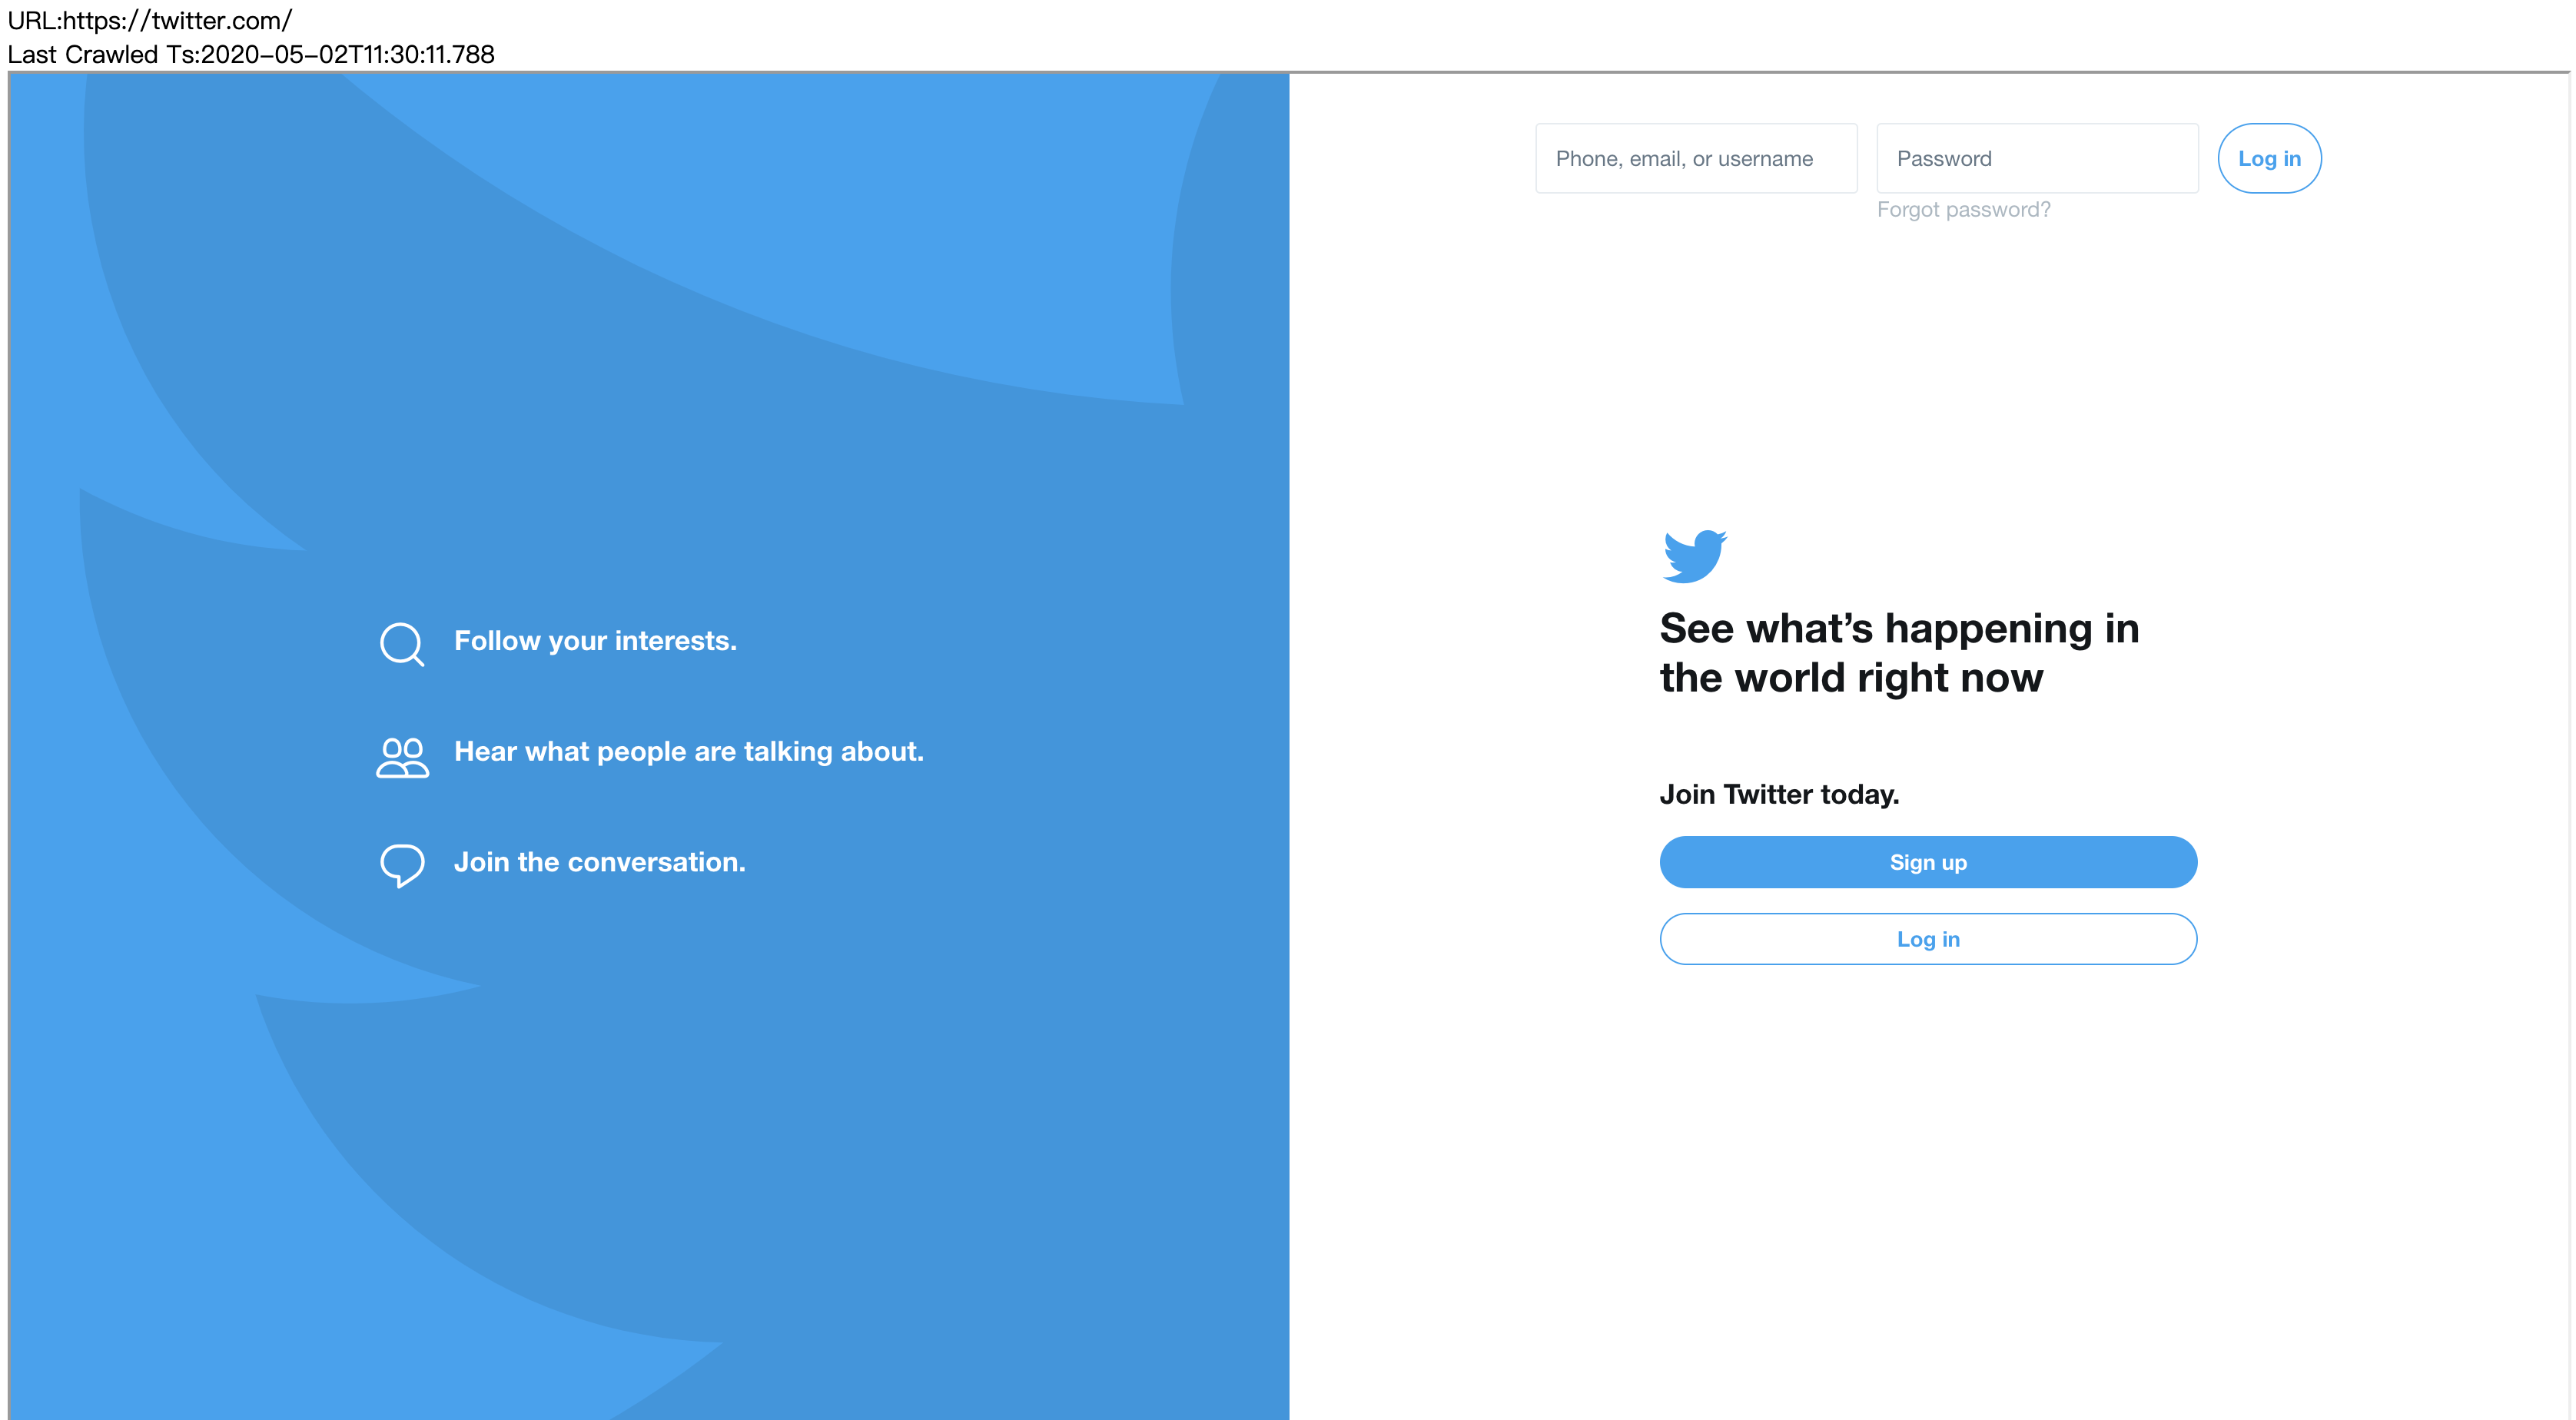 URL:https://twitter.com/
Last Crawled Ts:2020-05-02T11:30:11.788
Phone, email, or username
Password
Log in
Forgot password?
Follow your interests.
Hear what people are talking about.
Join the conversation.
See what’s happening in
the world right now
Join Twitter today.
Sign up
Log in